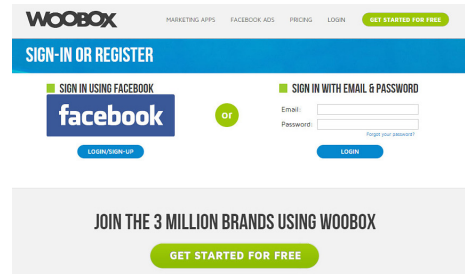 WOOBOX
MARKETING APPS FACEBOOK ADS PRICING LOGIN GET STARTED FOR FREE
SIGN-IN OR REGISTER
SIGN IN USING FACEBOOK
facebook
LOGIN/SIGN-UP
or
SIGN IN WITH EMAIL & PASSWORD
Email:
Password:
Forgot your password?
LOGIN
JOIN THE 3 MILLION BRANDS USING WOOBOX
GET STARTED FOR FREE